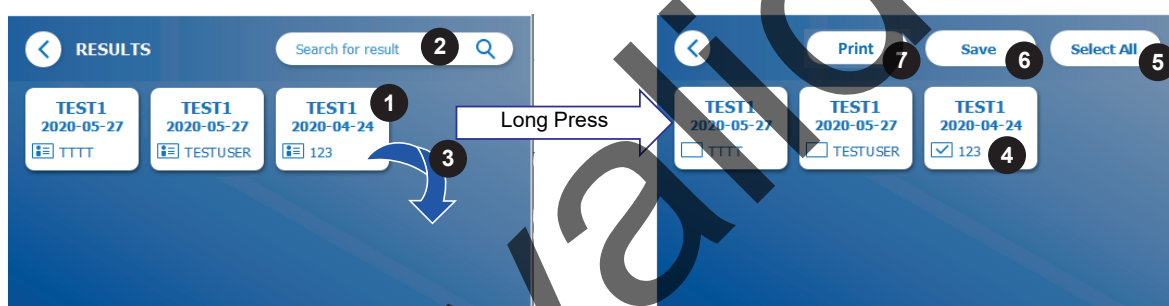 RESULTS
Search for result
2
TEST1
2020-05-27
TTTT
TEST1
2020-05-27
TESTUSER
TEST1
2020-04-24
123
1
3
Long Press
Print
7
Save
6
Select All
5
TEST1
2020-05-27
TTTT
TEST1
2020-05-27
TESTUSER
TEST1
2020-04-24
123
4